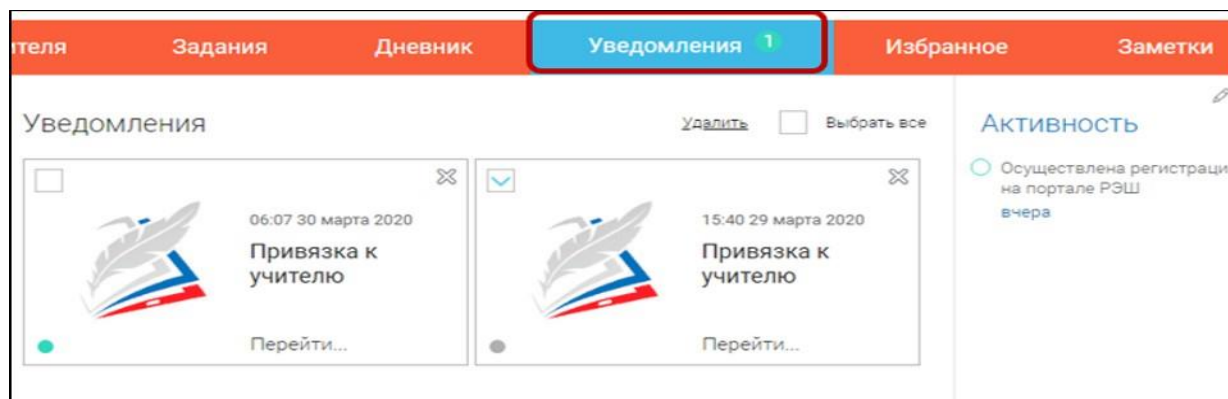 ителя Задания Дневник Уведомления 1 Избранное Заметки
Уведомления Удалить Выбрать все
06:07 30 марта 2020
Привязка к
учителю
Перейти...
15:40 29 марта 2020
Привязка к
учителю
Перейти...
Активность
Осуществлена регистраци
на портале РЭШ
вчера